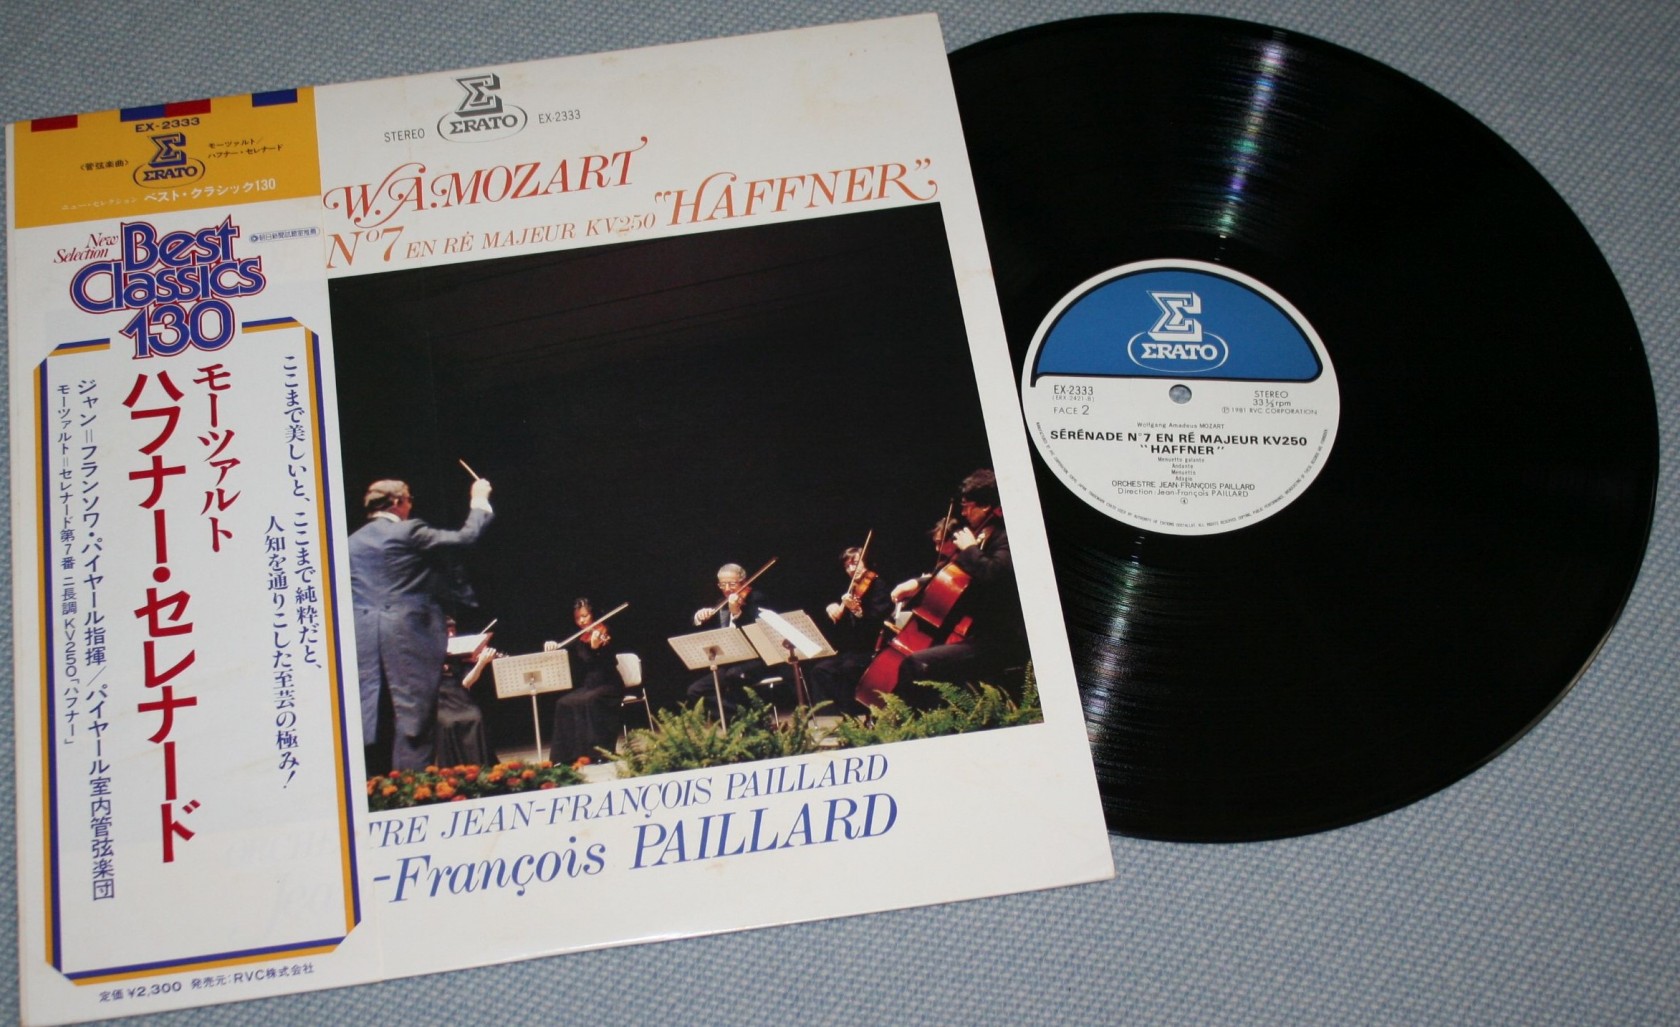 EX-2333
〈管弦楽曲〉
Σ
ERATO
モーツァルト/
ハフナー・セレナード
ニュー・セレクション ベスト・クラシック130
New
Selection
Best
Classics
130
ここまで美しいと、ここまで純粋だと、
人知を通りこした至芸の極み!
モーツァルト
ハフナー・セレナード
ジャン=フランソワ・パイヤール指揮/パイヤール室内管弦楽団
モーツァルト=セレナード第7番 ニ長調 KV250「ハフナー」
定価 ¥2,300 発売元:RVC株式会社
STEREO
Σ
ERATO
EX-2333
W.A.MOZART
N°7 EN RÉ MAJEUR KV250 "HAFFNER"
TRE JEAN-FRANÇOIS PAILLARD
-François PAILLARD
Σ
ERATO
EX-2333
(ERX-2421-B)
FACE 2
STEREO
33⅓rpm
Ⓟ1981 RVC CORPORATION
Wolfgang Amadeus MOZART
SÉRÉNADE N°7 EN RÉ MAJEUR KV250
"HAFFNER"
Menuetto galante
Andante
Menuetto
Adagio
ORCHESTRE JEAN-FRANÇOIS PAILLARD
Direction : Jean-François PAILLARD